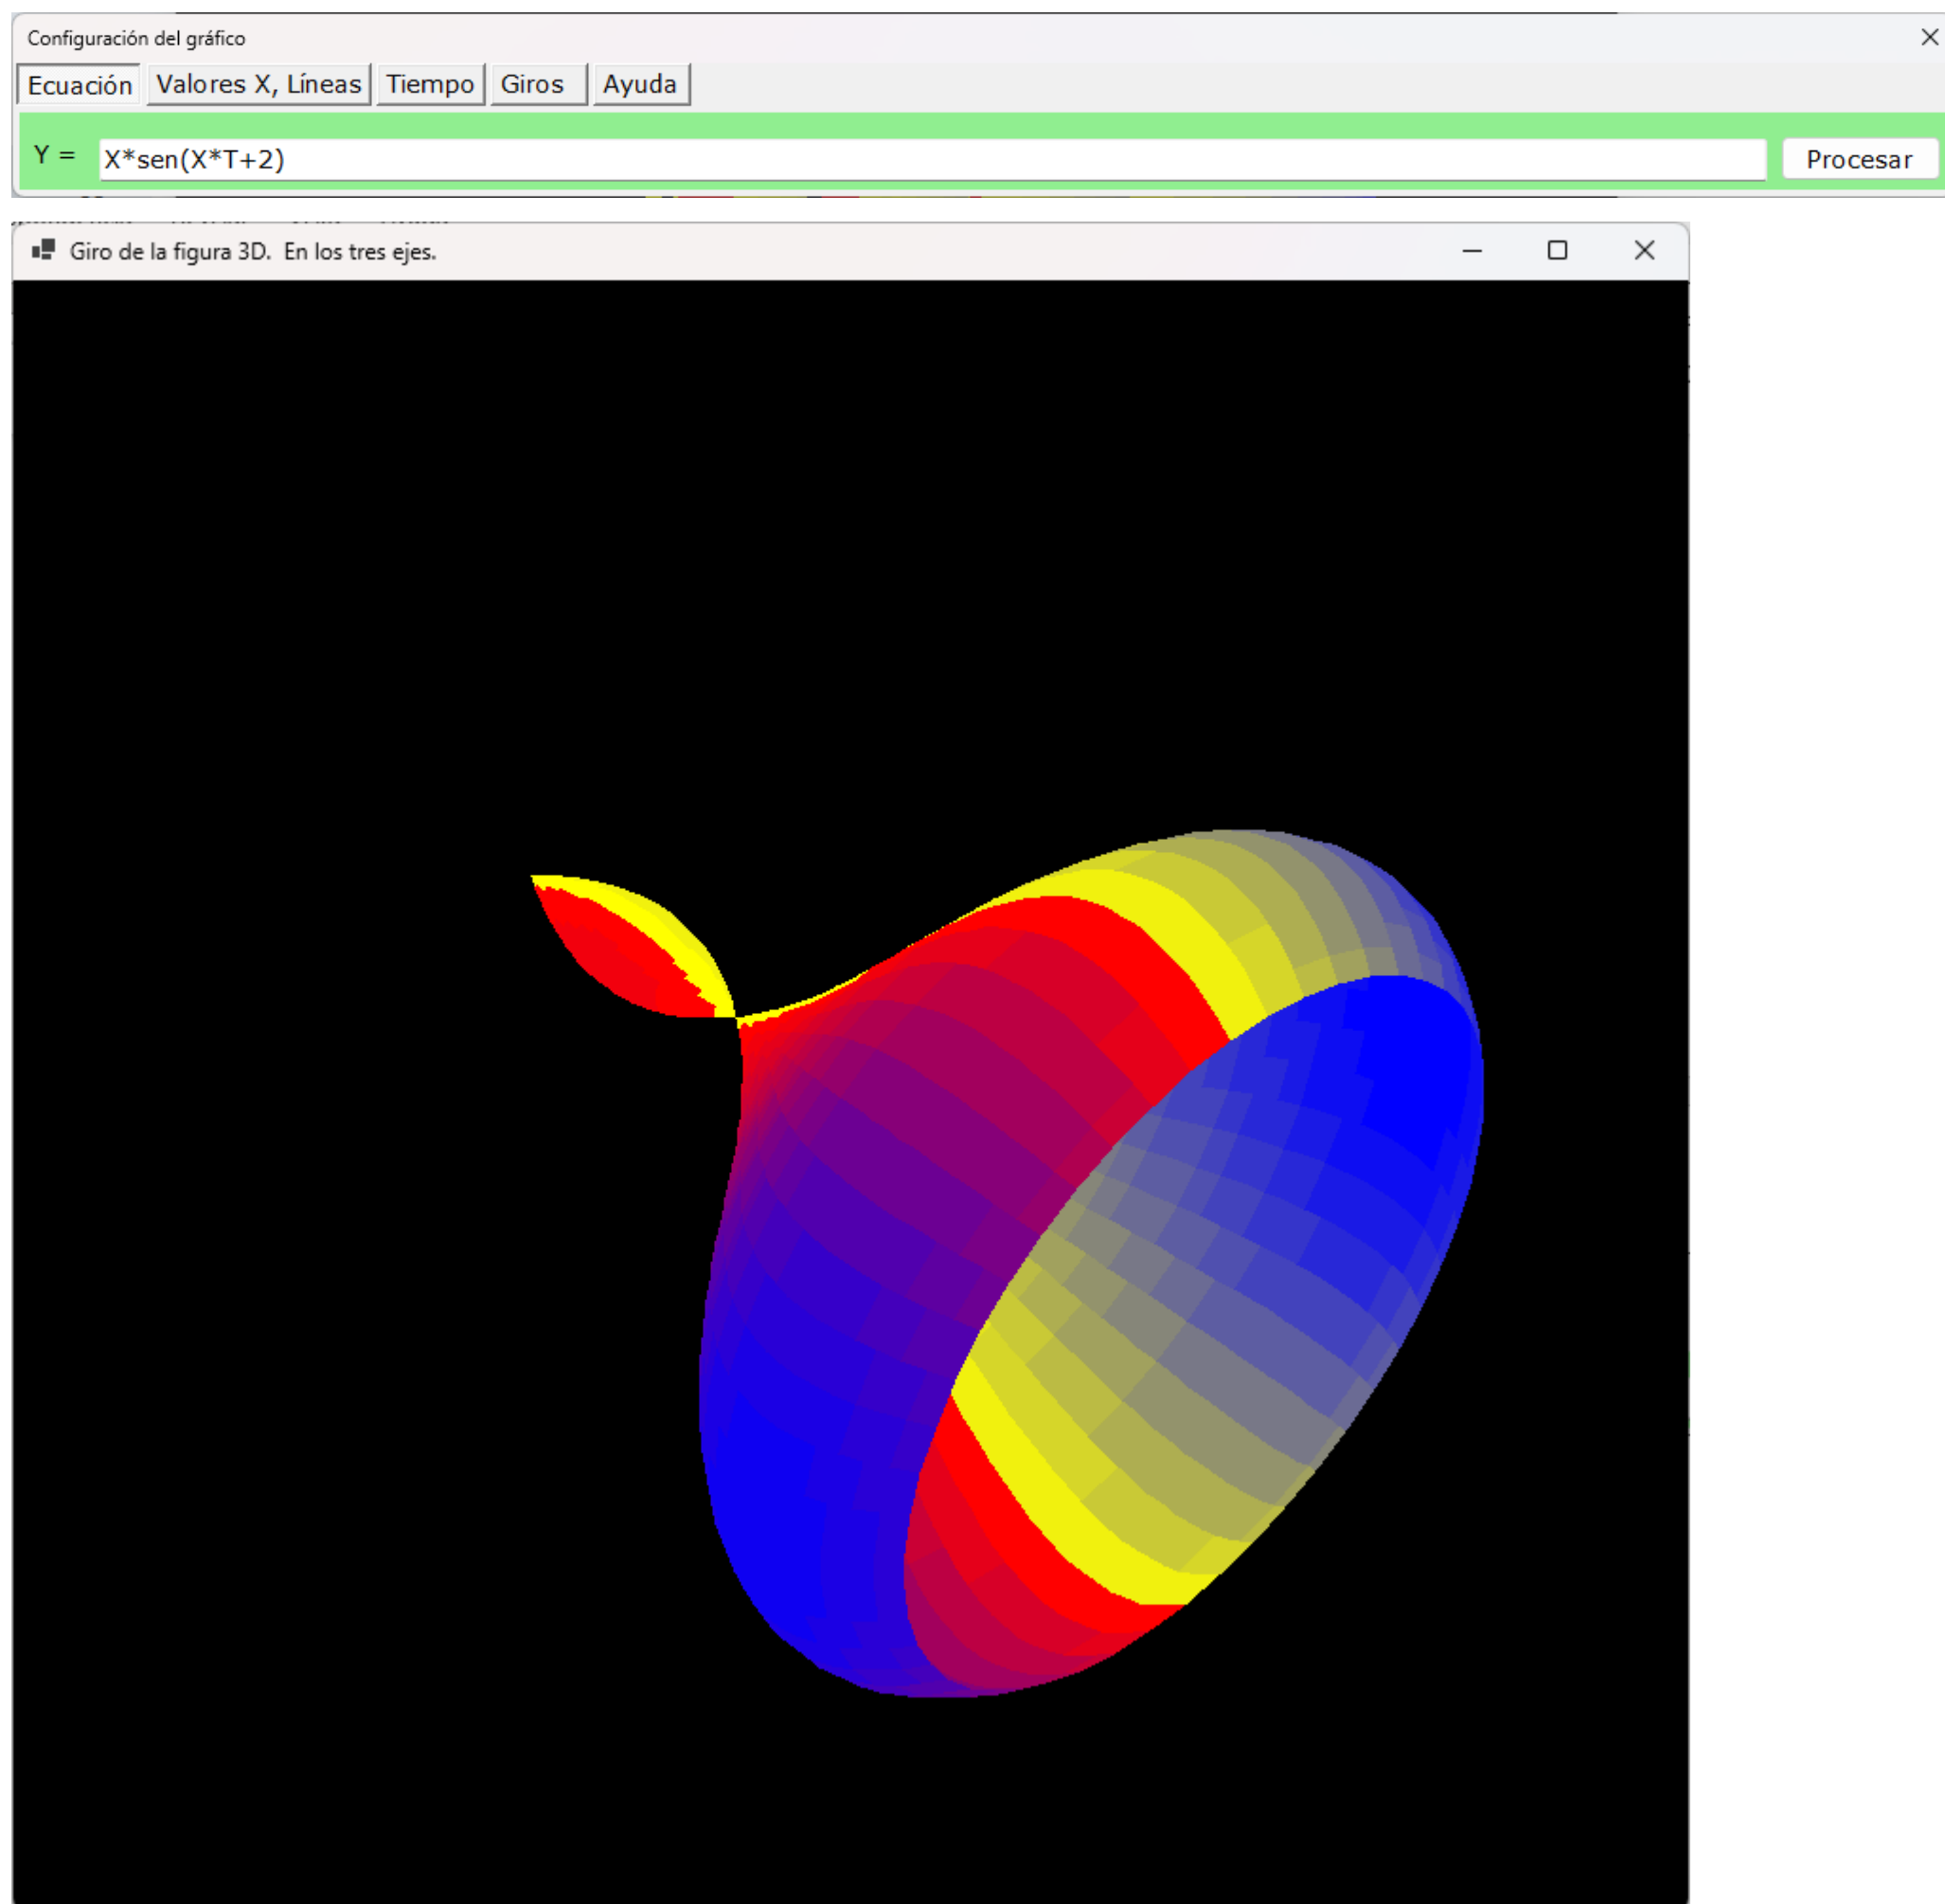 Configuración del gráfico
Ecuación Valores X, Líneas Tiempo Giros Ayuda
Y = X*sen(X*T+2) Procesar
Giro de la figura 3D. En los tres ejes.